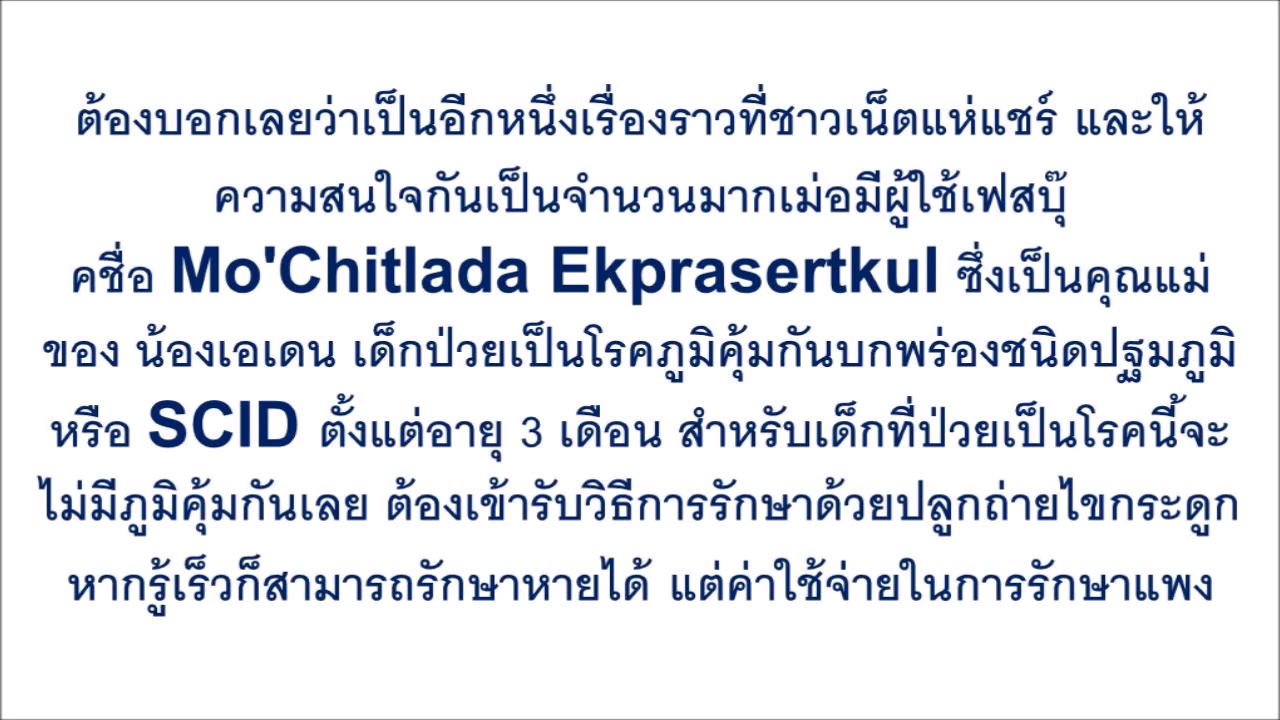 ต้องบอกเลยว่าเป็นอีกหนึ่งเรื่องราวที่ชาวเน็ตแห่แชร์ และให้
ความสนใจกันเป็นจำนวนมากเม่อมีผู้ใช้เฟสบุ๊
คชื่อ Mo'Chitlada Ekprasertkul ซึ่งเป็นคุณแม่
ของ น้องเอเดน เด็กป่วยเป็นโรคภูมิคุ้มกันบกพร่องชนิดปฐมภูมิ
หรือ SCID ตั้งแต่อายุ 3 เดือน สำหรับเด็กที่ป่วยเป็นโรคนี้จะ
ไม่มีภูมิคุ้มกันเลย ต้องเข้ารับวิธีการรักษาด้วยปลูกถ่ายไขกระดูก
หากรู้เร็วก็สามารถรักษาหายได้ แต่ค่าใช้จ่ายในการรักษาแพง